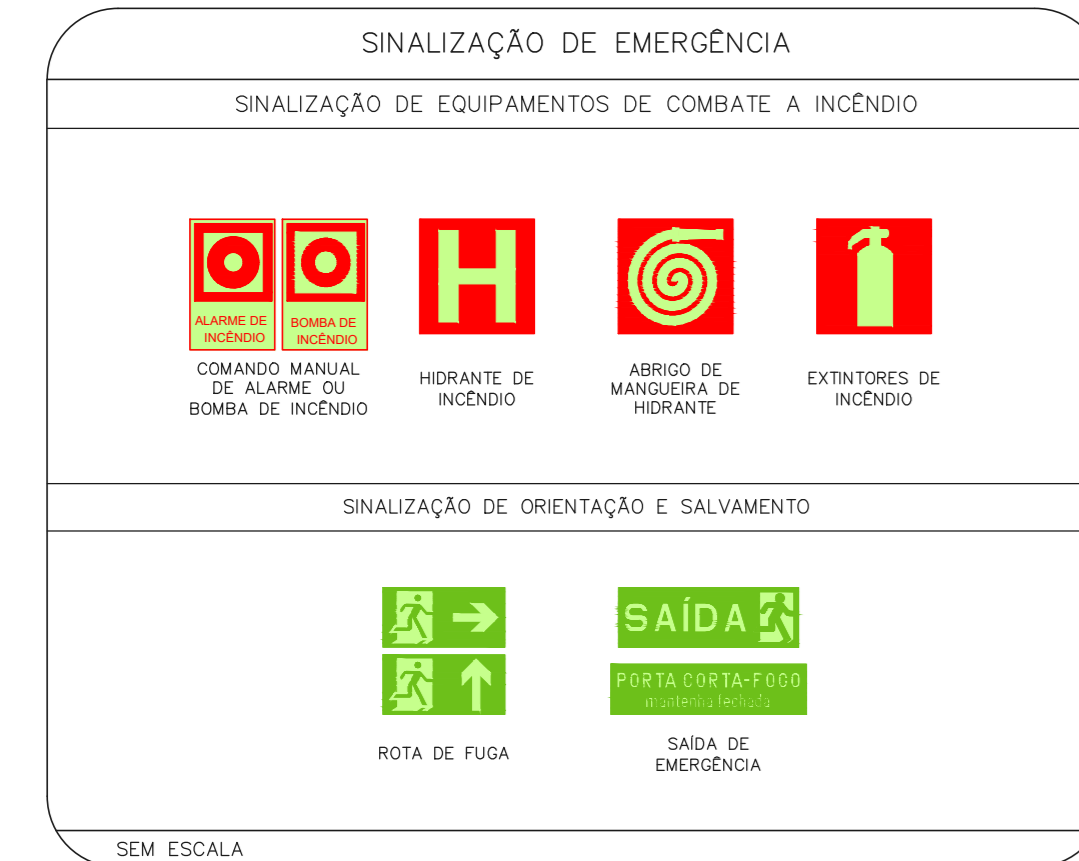 SINALIZAÇÃO DE EMERGÊNCIA
SINALIZAÇÃO DE EQUIPAMENTOS DE COMBATE A INCÊNDIO
ALARME DE
INCÊNDIO
BOMBA DE
INCÊNDIO
H
COMANDO MANUAL
DE ALARME OU
BOMBA DE INCÊNDIO
HIDRANTE DE
INCÊNDIO
ABRIGO DE
MANGUEIRA DE
HIDRANTE
EXTINTORES DE
INCÊNDIO
SINALIZAÇÃO DE ORIENTAÇÃO E SALVAMENTO
SAÍDA
PORTA CORTA-FOGO
mantenha fechada
ROTA DE FUGA
SAÍDA DE
EMERGÊNCIA
SEM ESCALA